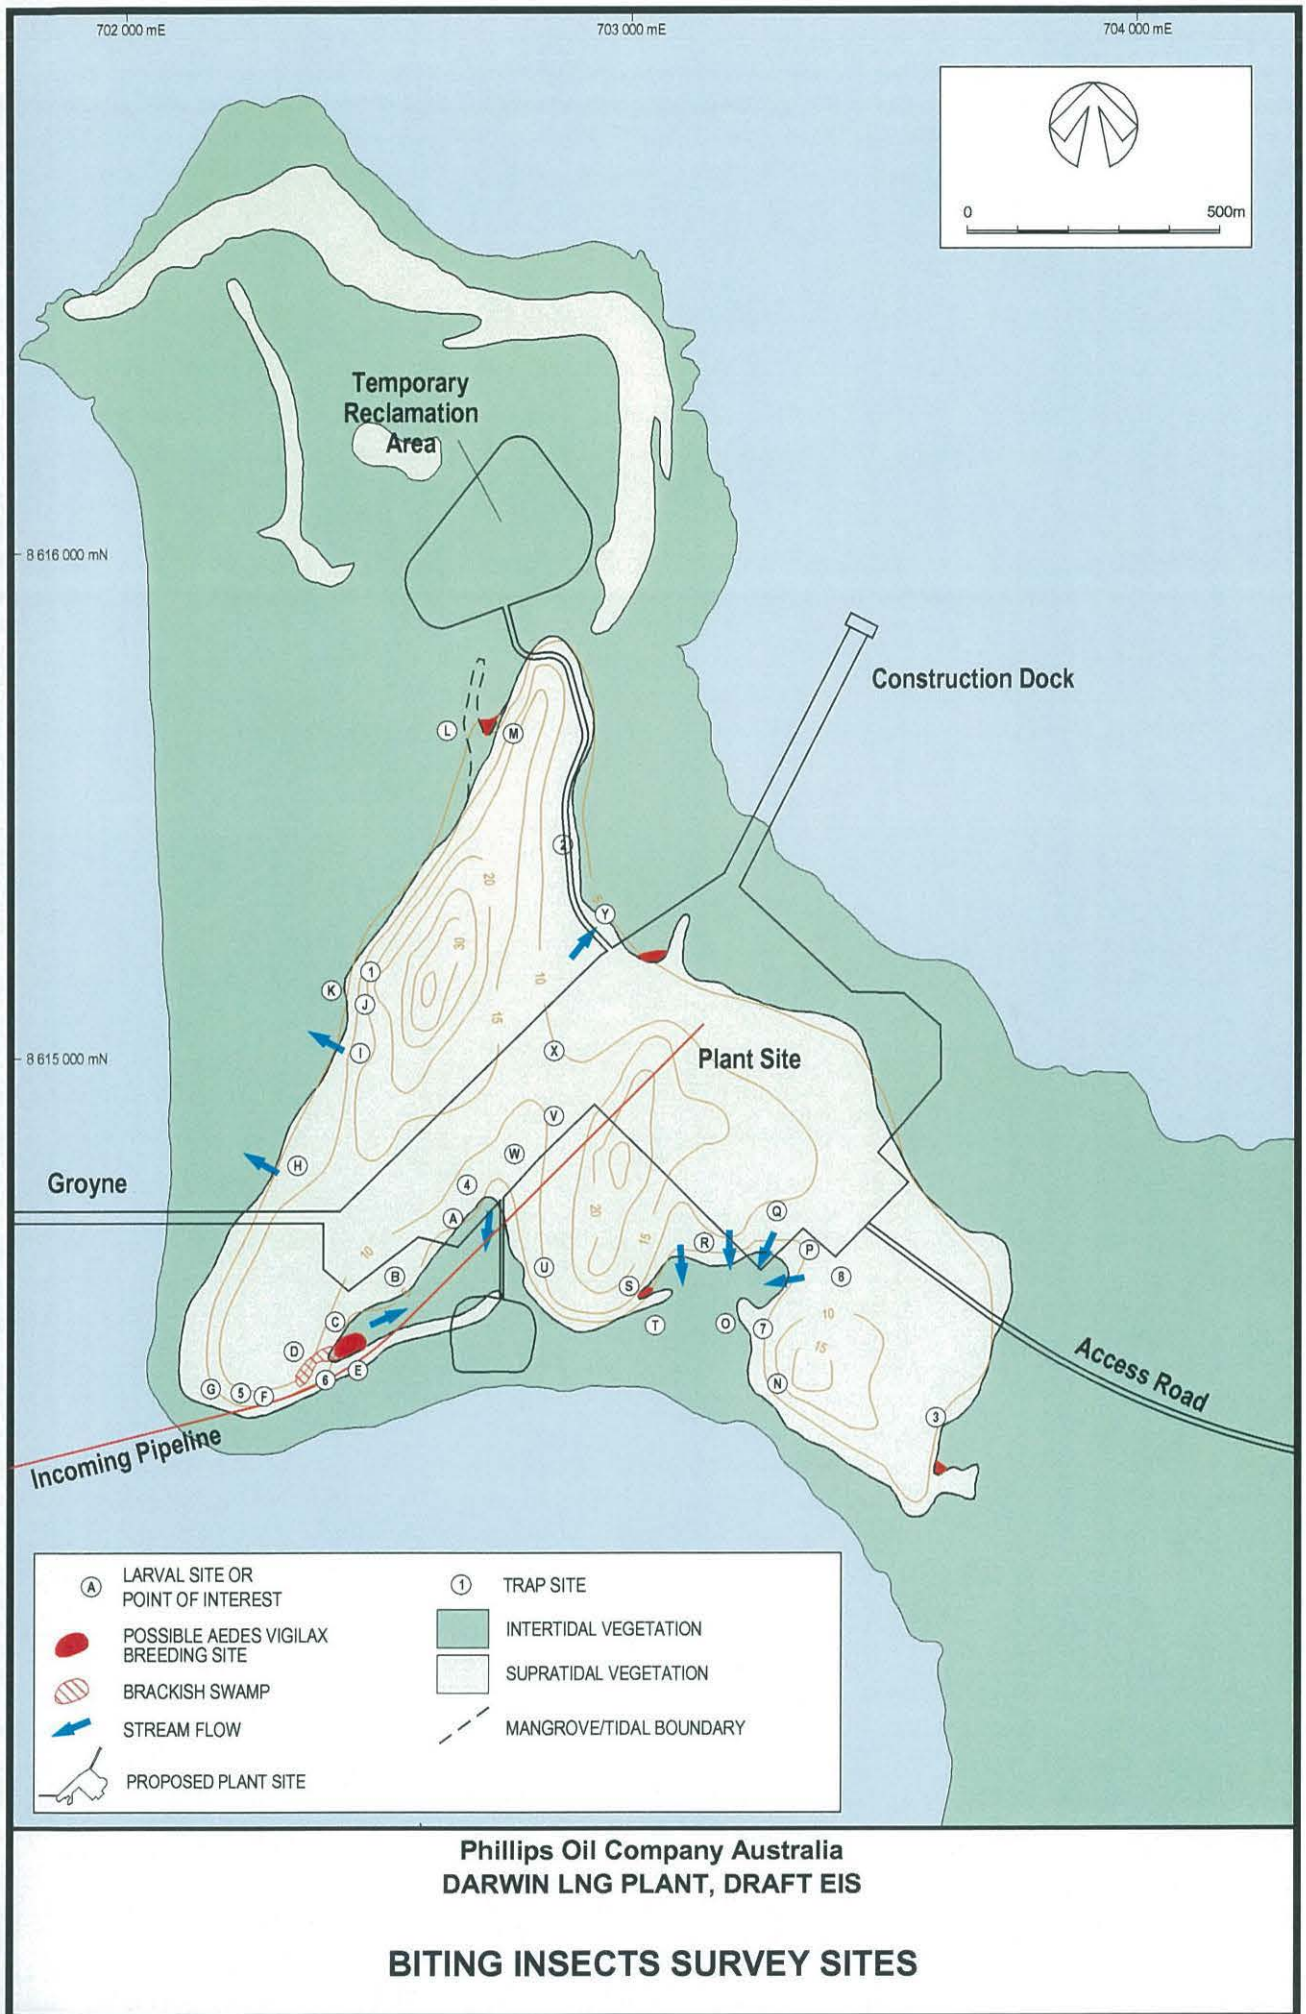 702 000 mE
703 000 mE
704 000 mE
0
500m
Temporary
Reclamation
Area
8 616 000 mN
Construction Dock
L
M
2
20
5
Y
30
1
K
J
10
15
I
8 615 000 mN
X
Plant Site
V
W
H
Groyne
4
A
20
15
Q
R
P
10
B
U
S
8
C
T
O
7
10
15
D
E
6
G
5
F
N
Access Road
3
Incoming Pipeline
A
LARVAL SITE OR
POINT OF INTEREST
POSSIBLE AEDES VIGILAX
BREEDING SITE
BRACKISH SWAMP
STREAM FLOW
PROPOSED PLANT SITE
1
TRAP SITE
INTERTIDAL VEGETATION
SUPRATIDAL VEGETATION
MANGROVE/TIDAL BOUNDARY
Phillips Oil Company Australia
DARWIN LNG PLANT, DRAFT EIS
BITING INSECTS SURVEY SITES